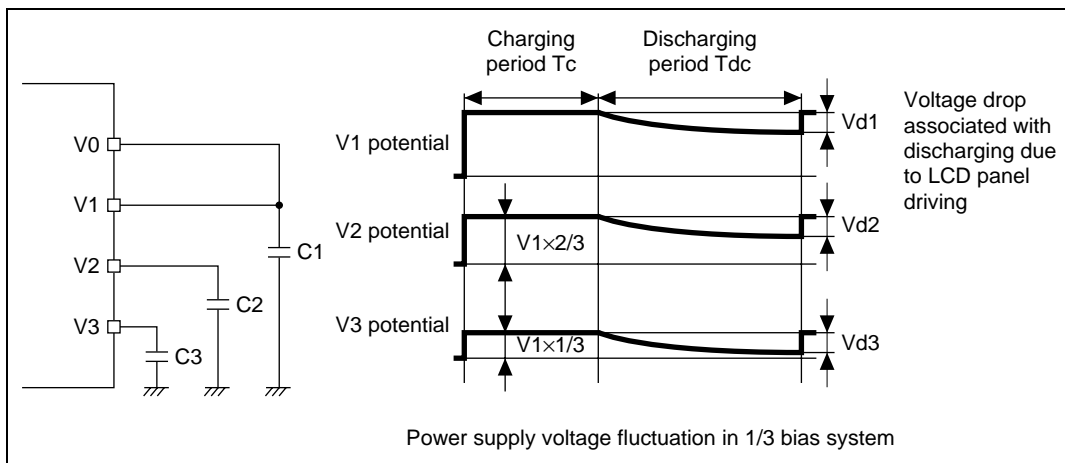 Charging
period Tc
Discharging
period Tdc
V0
V1
V2
V3
C1
C2
C3
V1 potential
Vd1
Voltage drop
associated with
discharging due
to LCD panel
driving
V2 potential
V1×2/3
Vd2
V3 potential
V1×1/3
Vd3
Power supply voltage fluctuation in 1/3 bias system